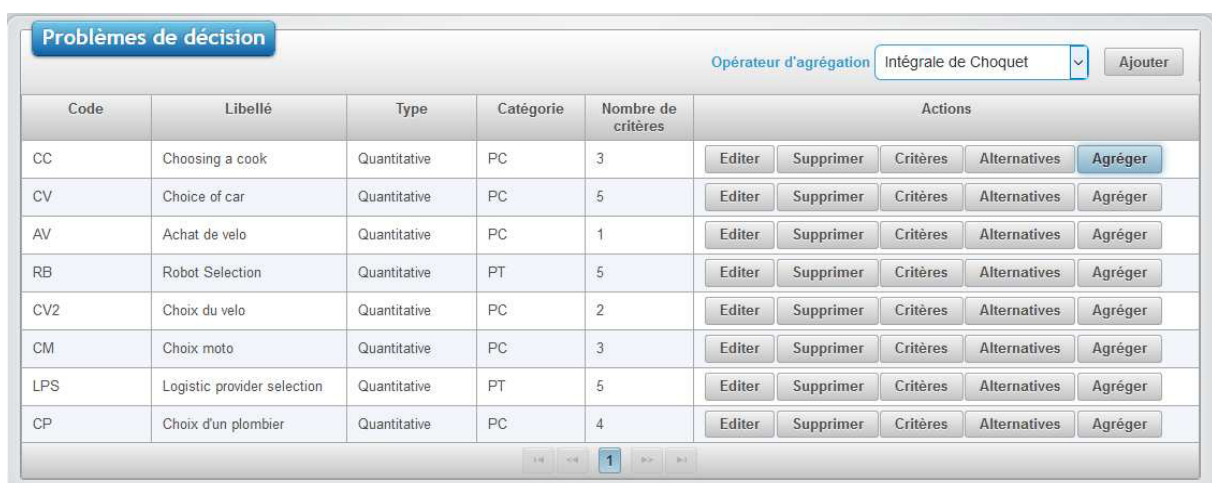 Problèmes de décision
Opérateur d'agrégation Intégrale de Choquet Ajouter
Code Libellé Type Catégorie Nombre de critères Actions
CC Choosing a cook Quantitative PC 3 Editer Supprimer Critères Alternatives Agréger
CV Choice of car Quantitative PC 5 Editer Supprimer Critères Alternatives Agréger
AV Achat de velo Quantitative PC 1 Editer Supprimer Critères Alternatives Agréger
RB Robot Selection Quantitative PT 5 Editer Supprimer Critères Alternatives Agréger
CV2 Choix du velo Quantitative PC 2 Editer Supprimer Critères Alternatives Agréger
CM Choix moto Quantitative PC 3 Editer Supprimer Critères Alternatives Agréger
LPS Logistic provider selection Quantitative PT 5 Editer Supprimer Critères Alternatives Agréger
CP Choix d'un plombier Quantitative PC 4 Editer Supprimer Critères Alternatives Agréger
1